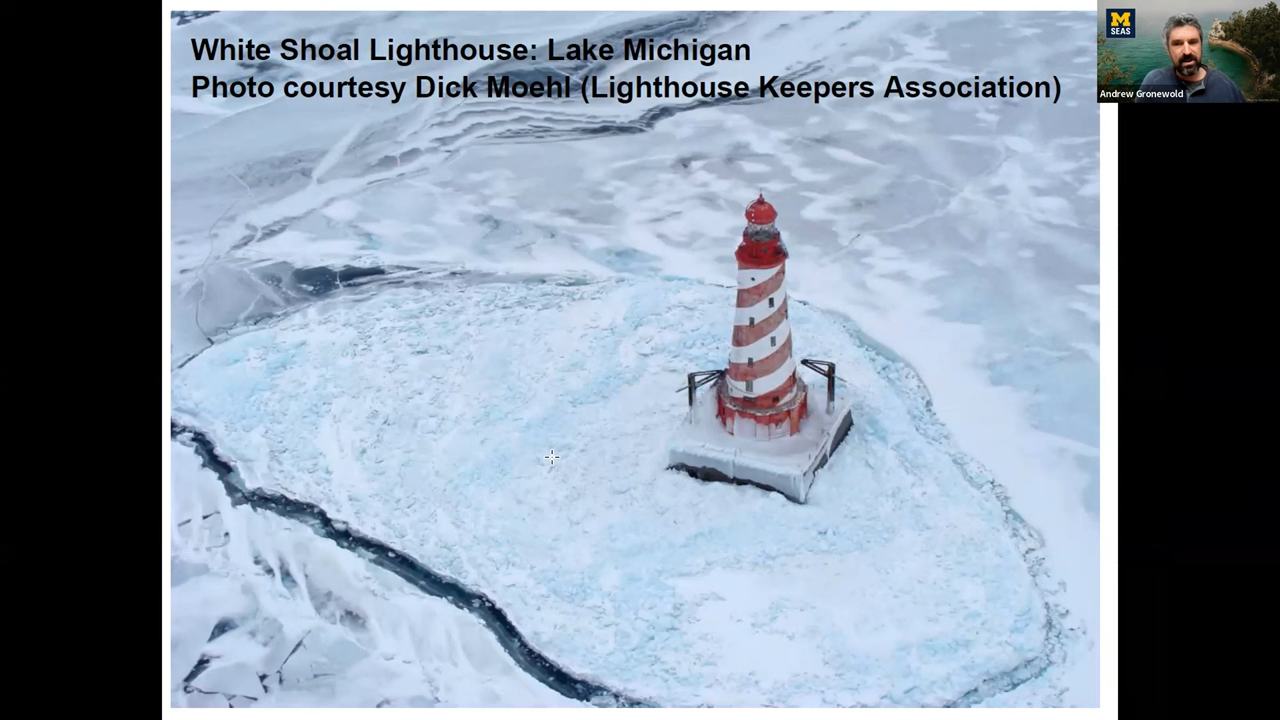 White Shoal Lighthouse: Lake Michigan
Photo courtesy Dick Moehl (Lighthouse Keepers Association)
M
SEAS
Andrew Gronewold